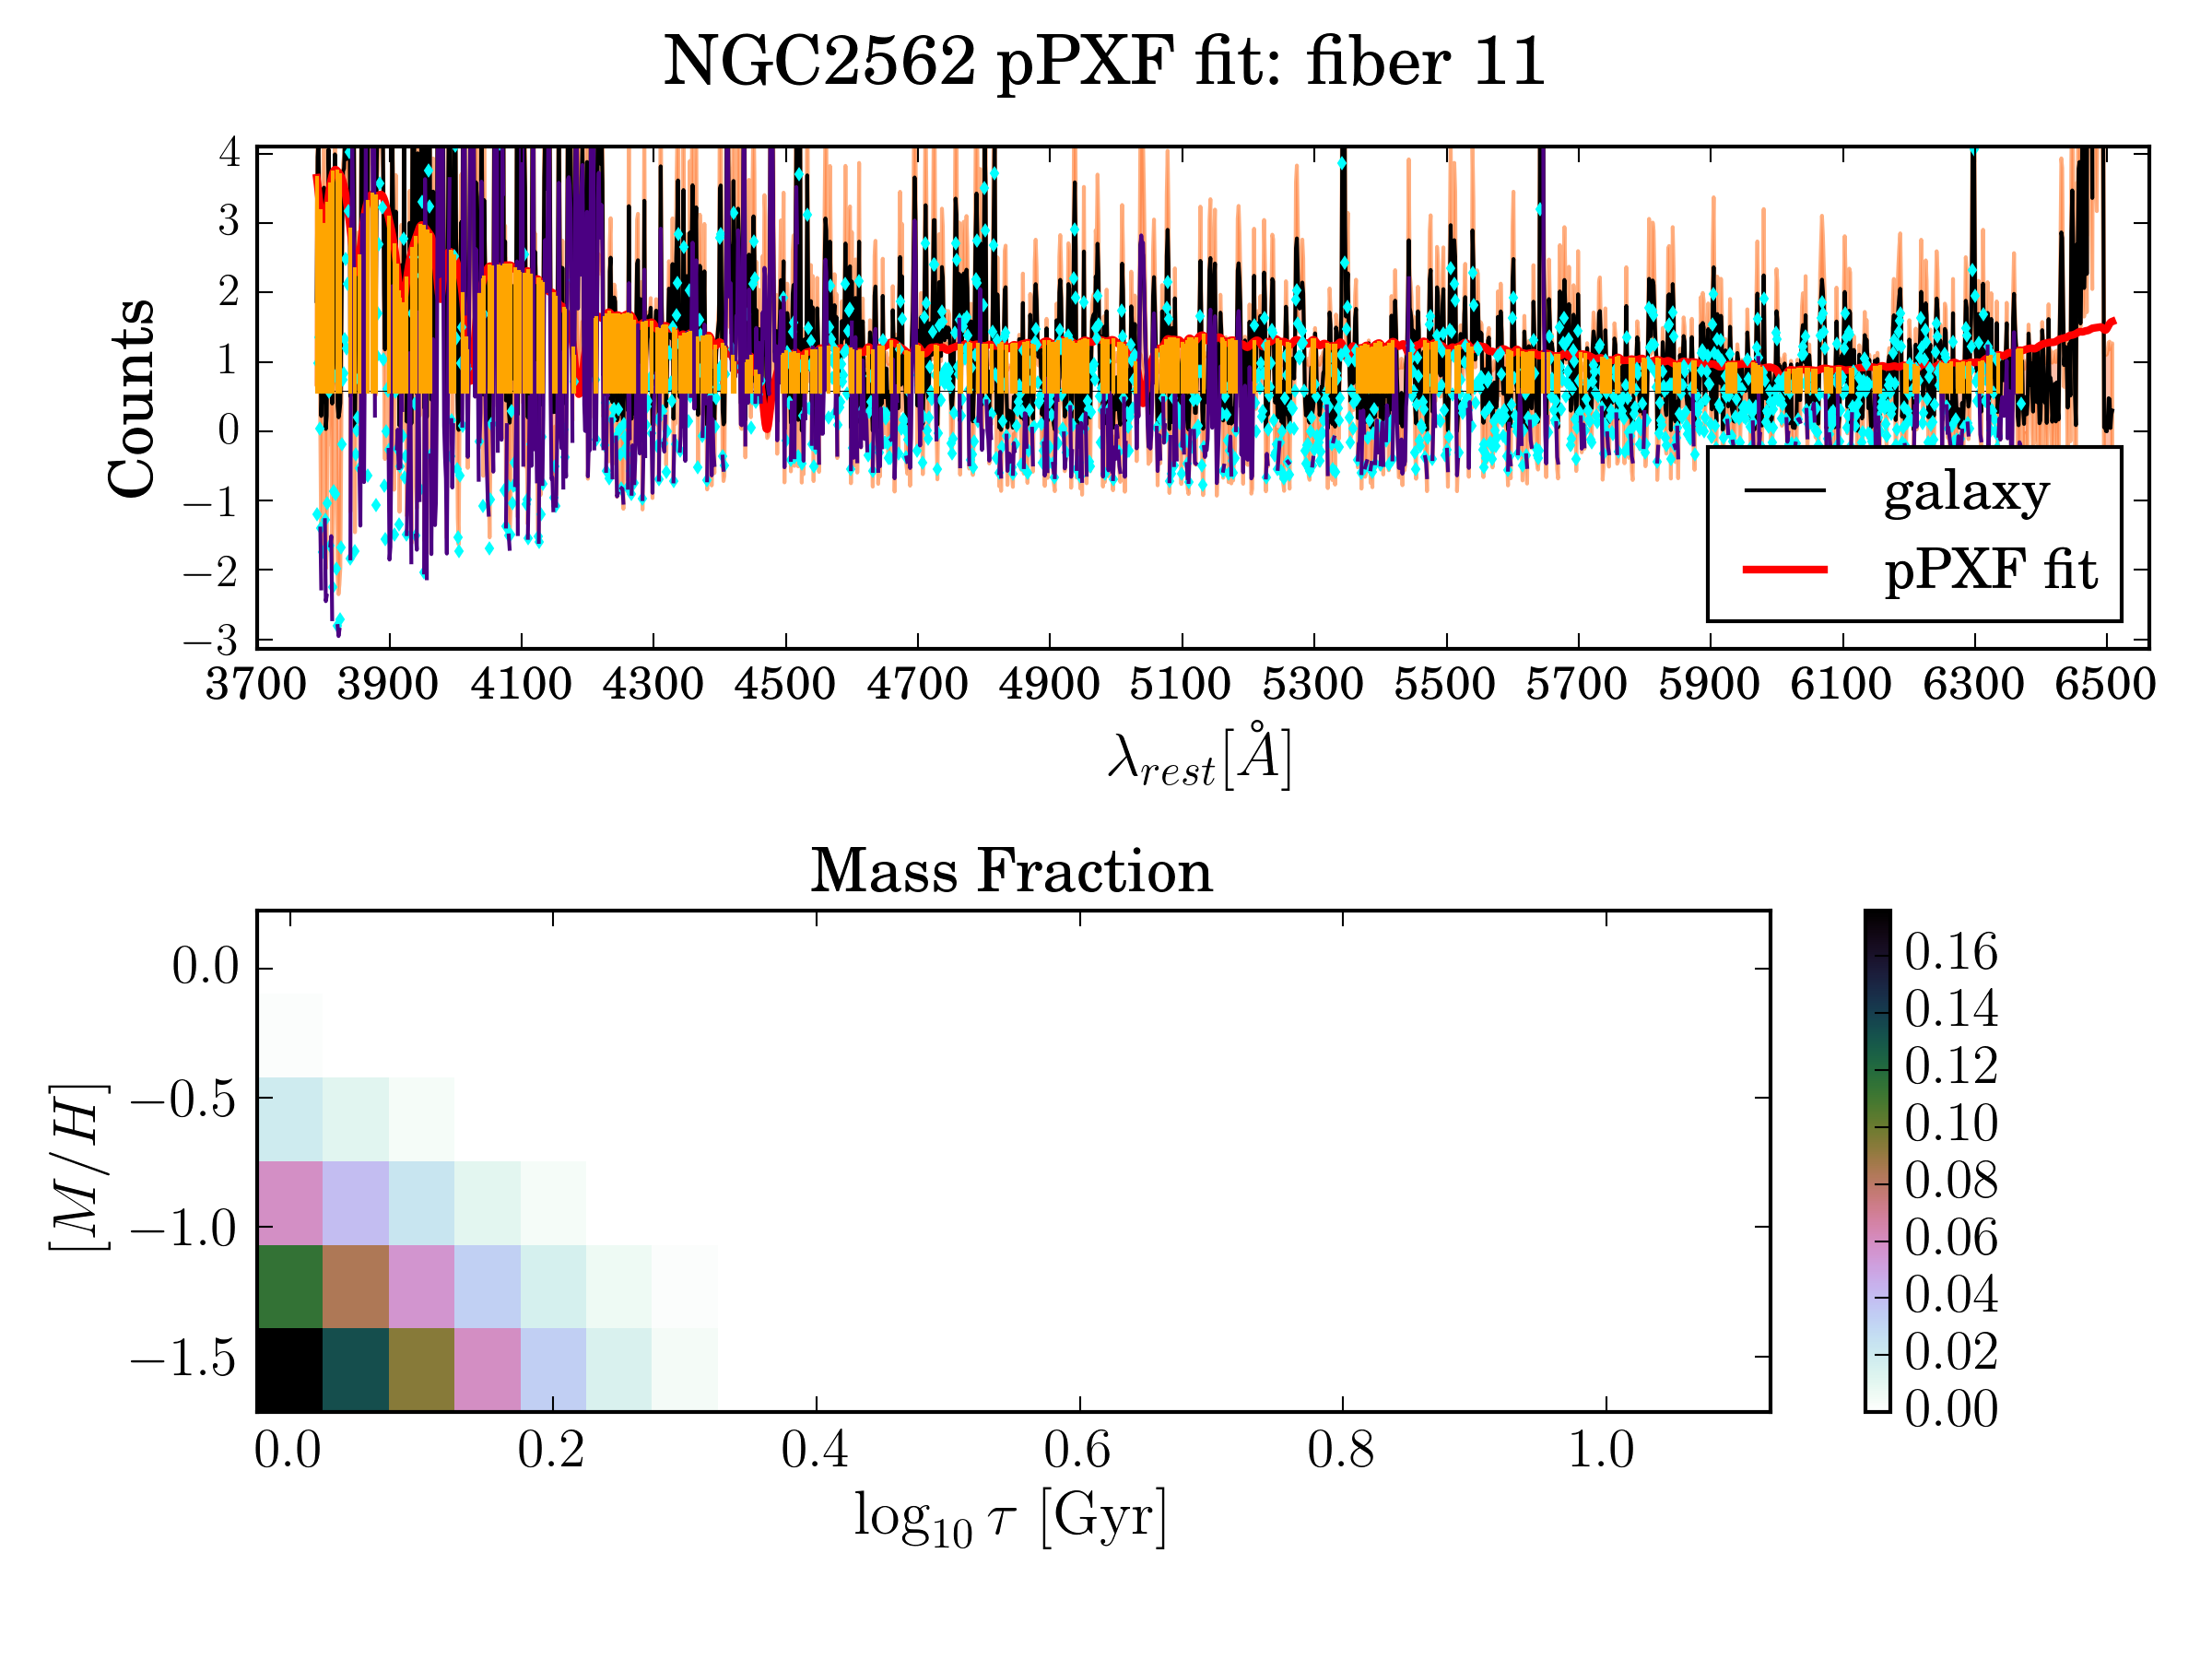 NGC2562 pPXF fit: fiber 11
Counts
4
3
2
1
0
−1
−2
−3
galaxy
pPXF fit
3700 3900 4100 4300 4500 4700 4900 5100 5300 5500 5700 5900 6100 6300 6500
λrest[Å]
Mass Fraction
[M/H]
0.0
−0.5
−1.0
−1.5
0.16
0.14
0.12
0.10
0.08
0.06
0.04
0.02
0.00
0.0 0.2 0.4 0.6 0.8 1.0
log10 τ [Gyr]